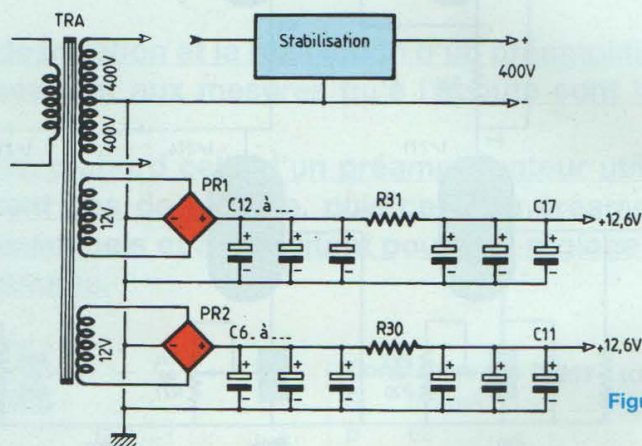 TRA
400V
400V
Stabilisation
+
400V
-
12V
PR1
C12 à
R31
C17
+12,6V
12V
PR2
C6 à
R30
C11
+12,6V
Figu